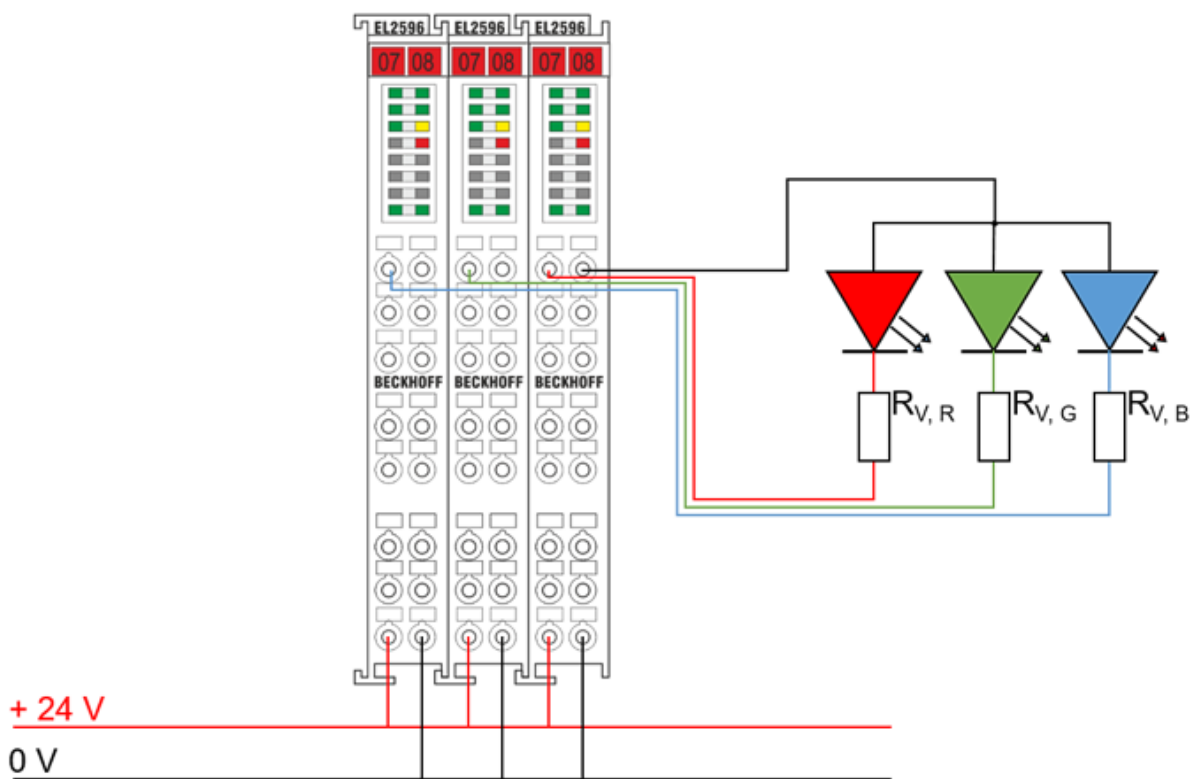 EL2596 EL2596 EL2596
07 08 07 08 07 08
BECKHOFF BECKHOFF BECKHOFF
RV, R RV, G RV, B
+ 24 V
0 V